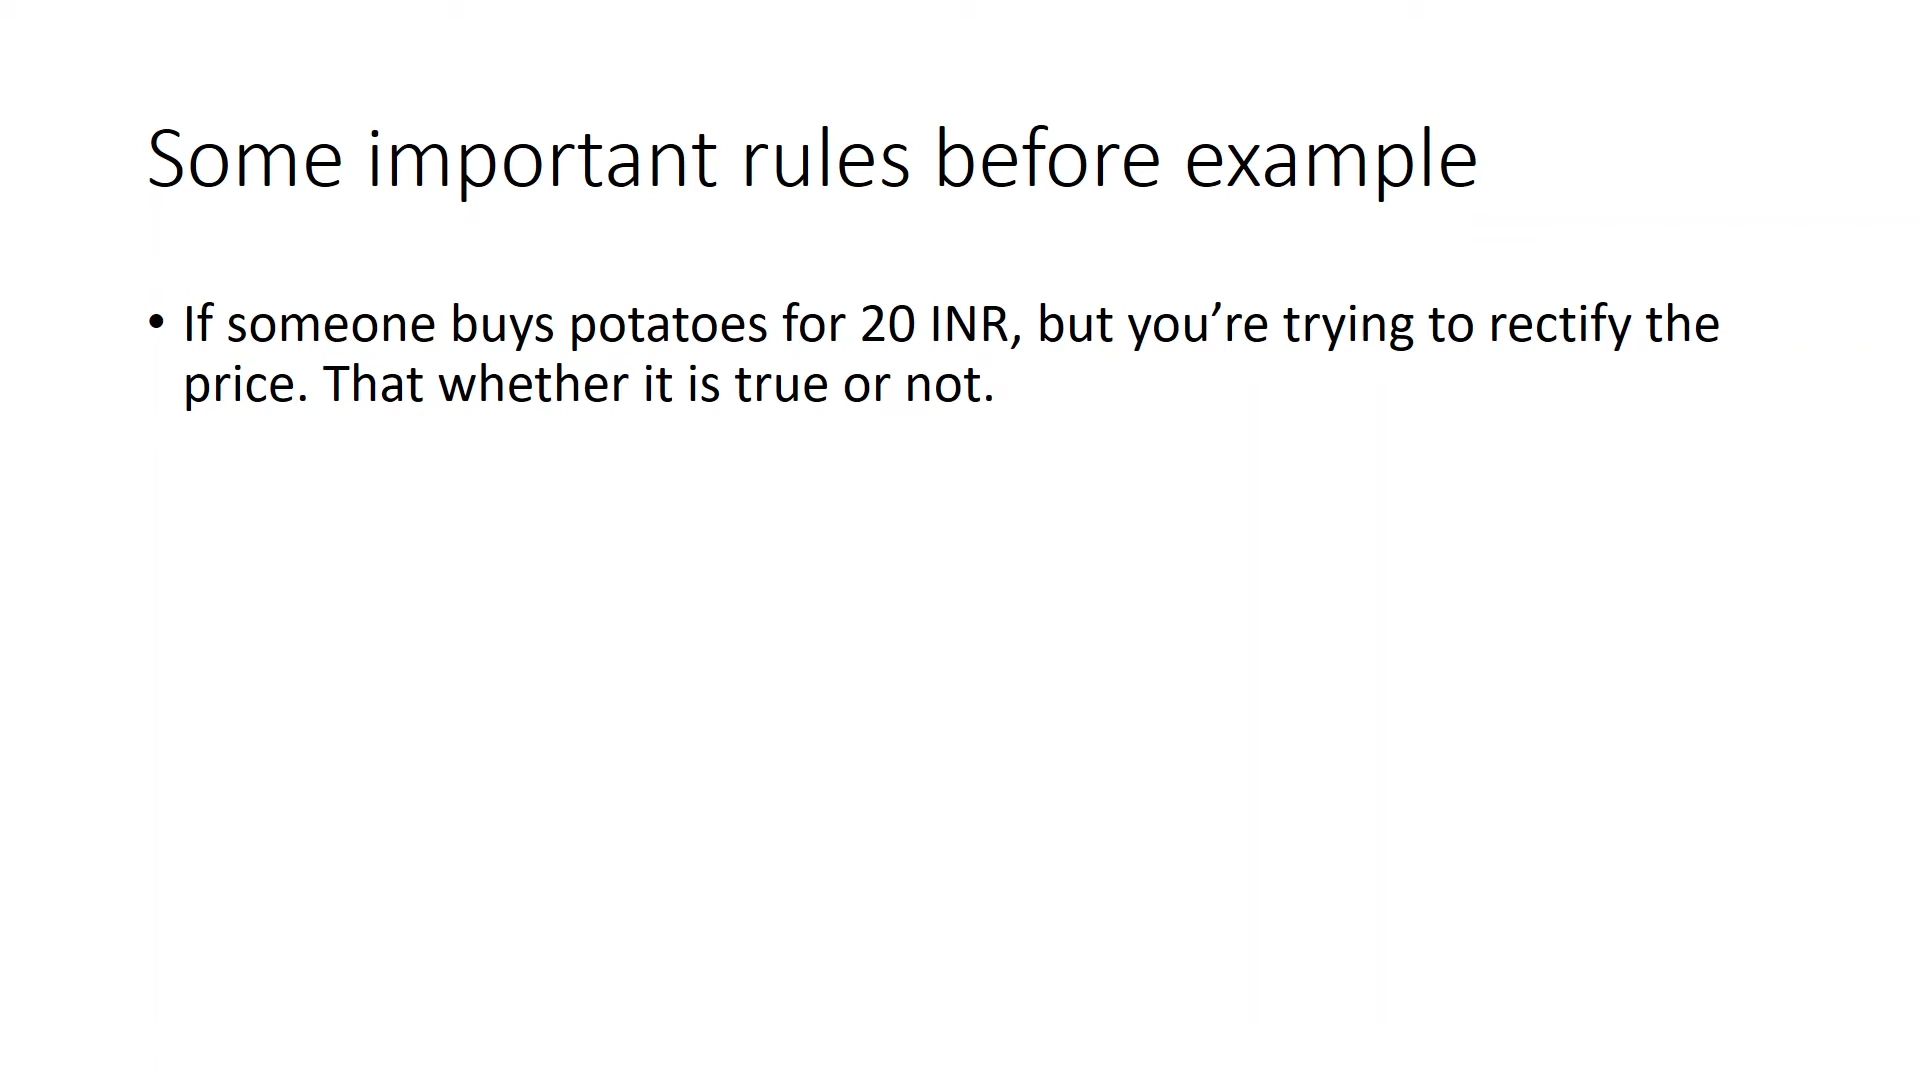 Some important rules before example
• If someone buys potatoes for 20 INR, but you’re trying to rectify the
price. That whether it is true or not.